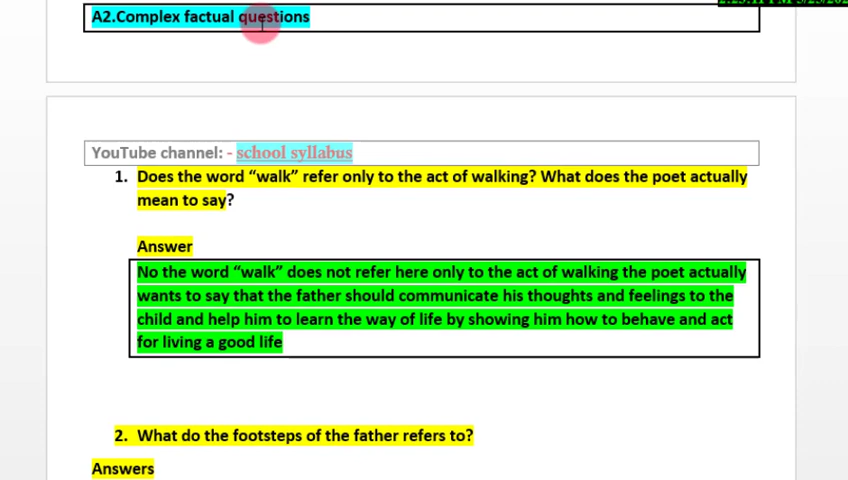 A2.Complex factual questions
YouTube channel: - school syllabus
1. Does the word “walk” refer only to the act of walking? What does the poet actually
mean to say?
Answer
No the word “walk” does not refer here only to the act of walking the poet actually
wants to say that the father should communicate his thoughts and feelings to the
child and help him to learn the way of life by showing him how to behave and act
for living a good life
2. What do the footsteps of the father refers to?
Answers